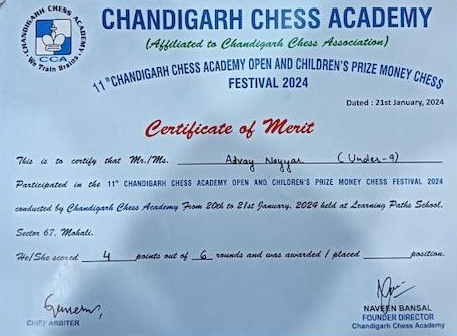 CHANDIGARH CHESS ACADEMY
CCA
We Train Brains
CHANDIGARH CHESS ACADEMY
(Affiliated to Chandigarh Chess Association)
11th CHANDIGARH CHESS ACADEMY OPEN AND CHILDREN'S PRIZE MONEY CHESS
FESTIVAL 2024
Dated : 21st January, 2024
Certificate of Merit
This is to certify that Mr./Ms. Advay Nayyar (Under-9)
Participated in the 11th CHANDIGARH CHESS ACADEMY OPEN AND CHILDREN'S PRIZE MONEY CHESS FESTIVAL 2024
conducted by Chandigarh Chess Academy From 20th to 21st January, 2024 held at Learning Paths School,
Sector 67, Mohali.
He/She scored 4 points out of 6 rounds and was awarded / placed position.
CHIEF ARBITER
NAVEEN BANSAL
FOUNDER DIRECTOR
Chandigarh Chess Academy